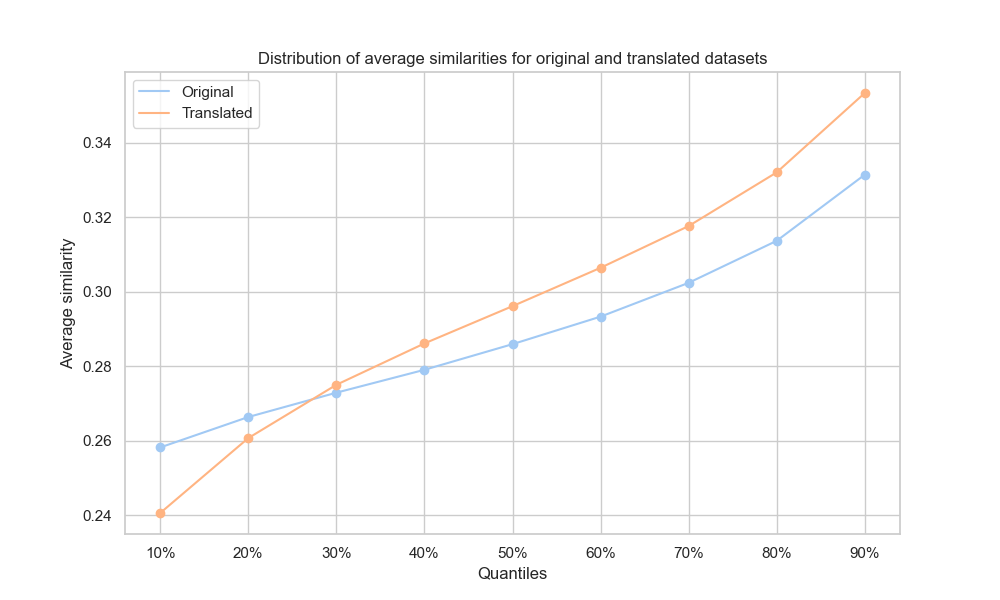 Distribution of average similarities for original and translated datasets
Original
Translated
Average similarity
0.34
0.32
0.30
0.28
0.26
0.24
10% 20% 30% 40% 50% 60% 70% 80% 90%
Quantiles